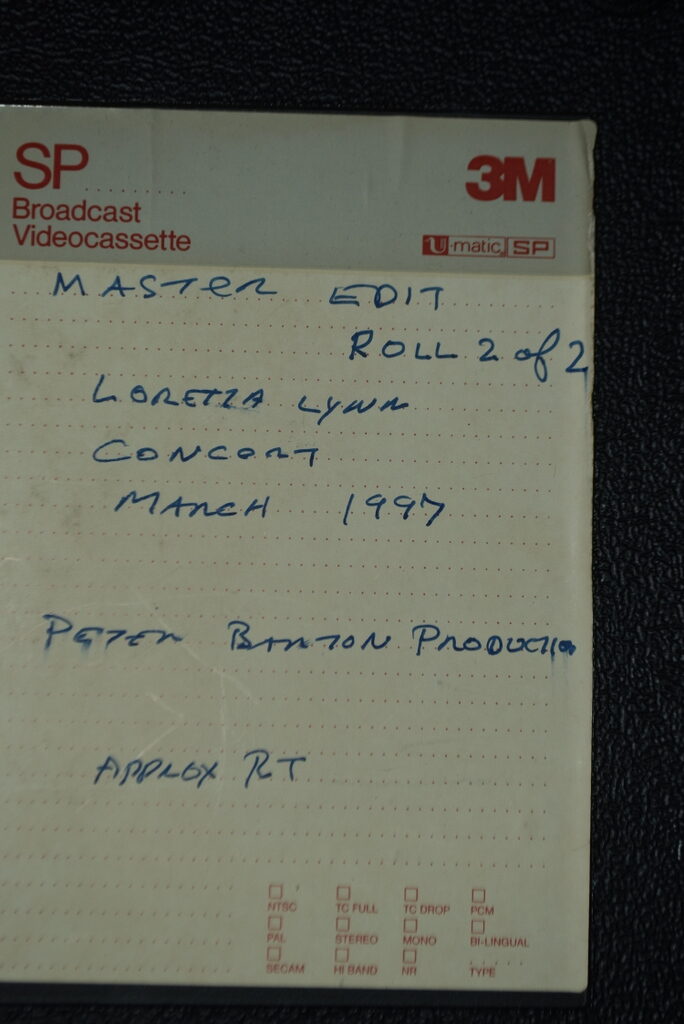 SP
3M
Broadcast
Videocassette
U-matic SP
MASTER EDIT
ROLL 2 of 2
LORETTA LYNN
CONCERT
MARCH 1997
PETER BARTON PRODUCTION
APPROX RT
NTSC TC FULL TC DROP PCM
PAL STEREO MONO BI-LINGUAL
SECAM HI BAND NR TYPE